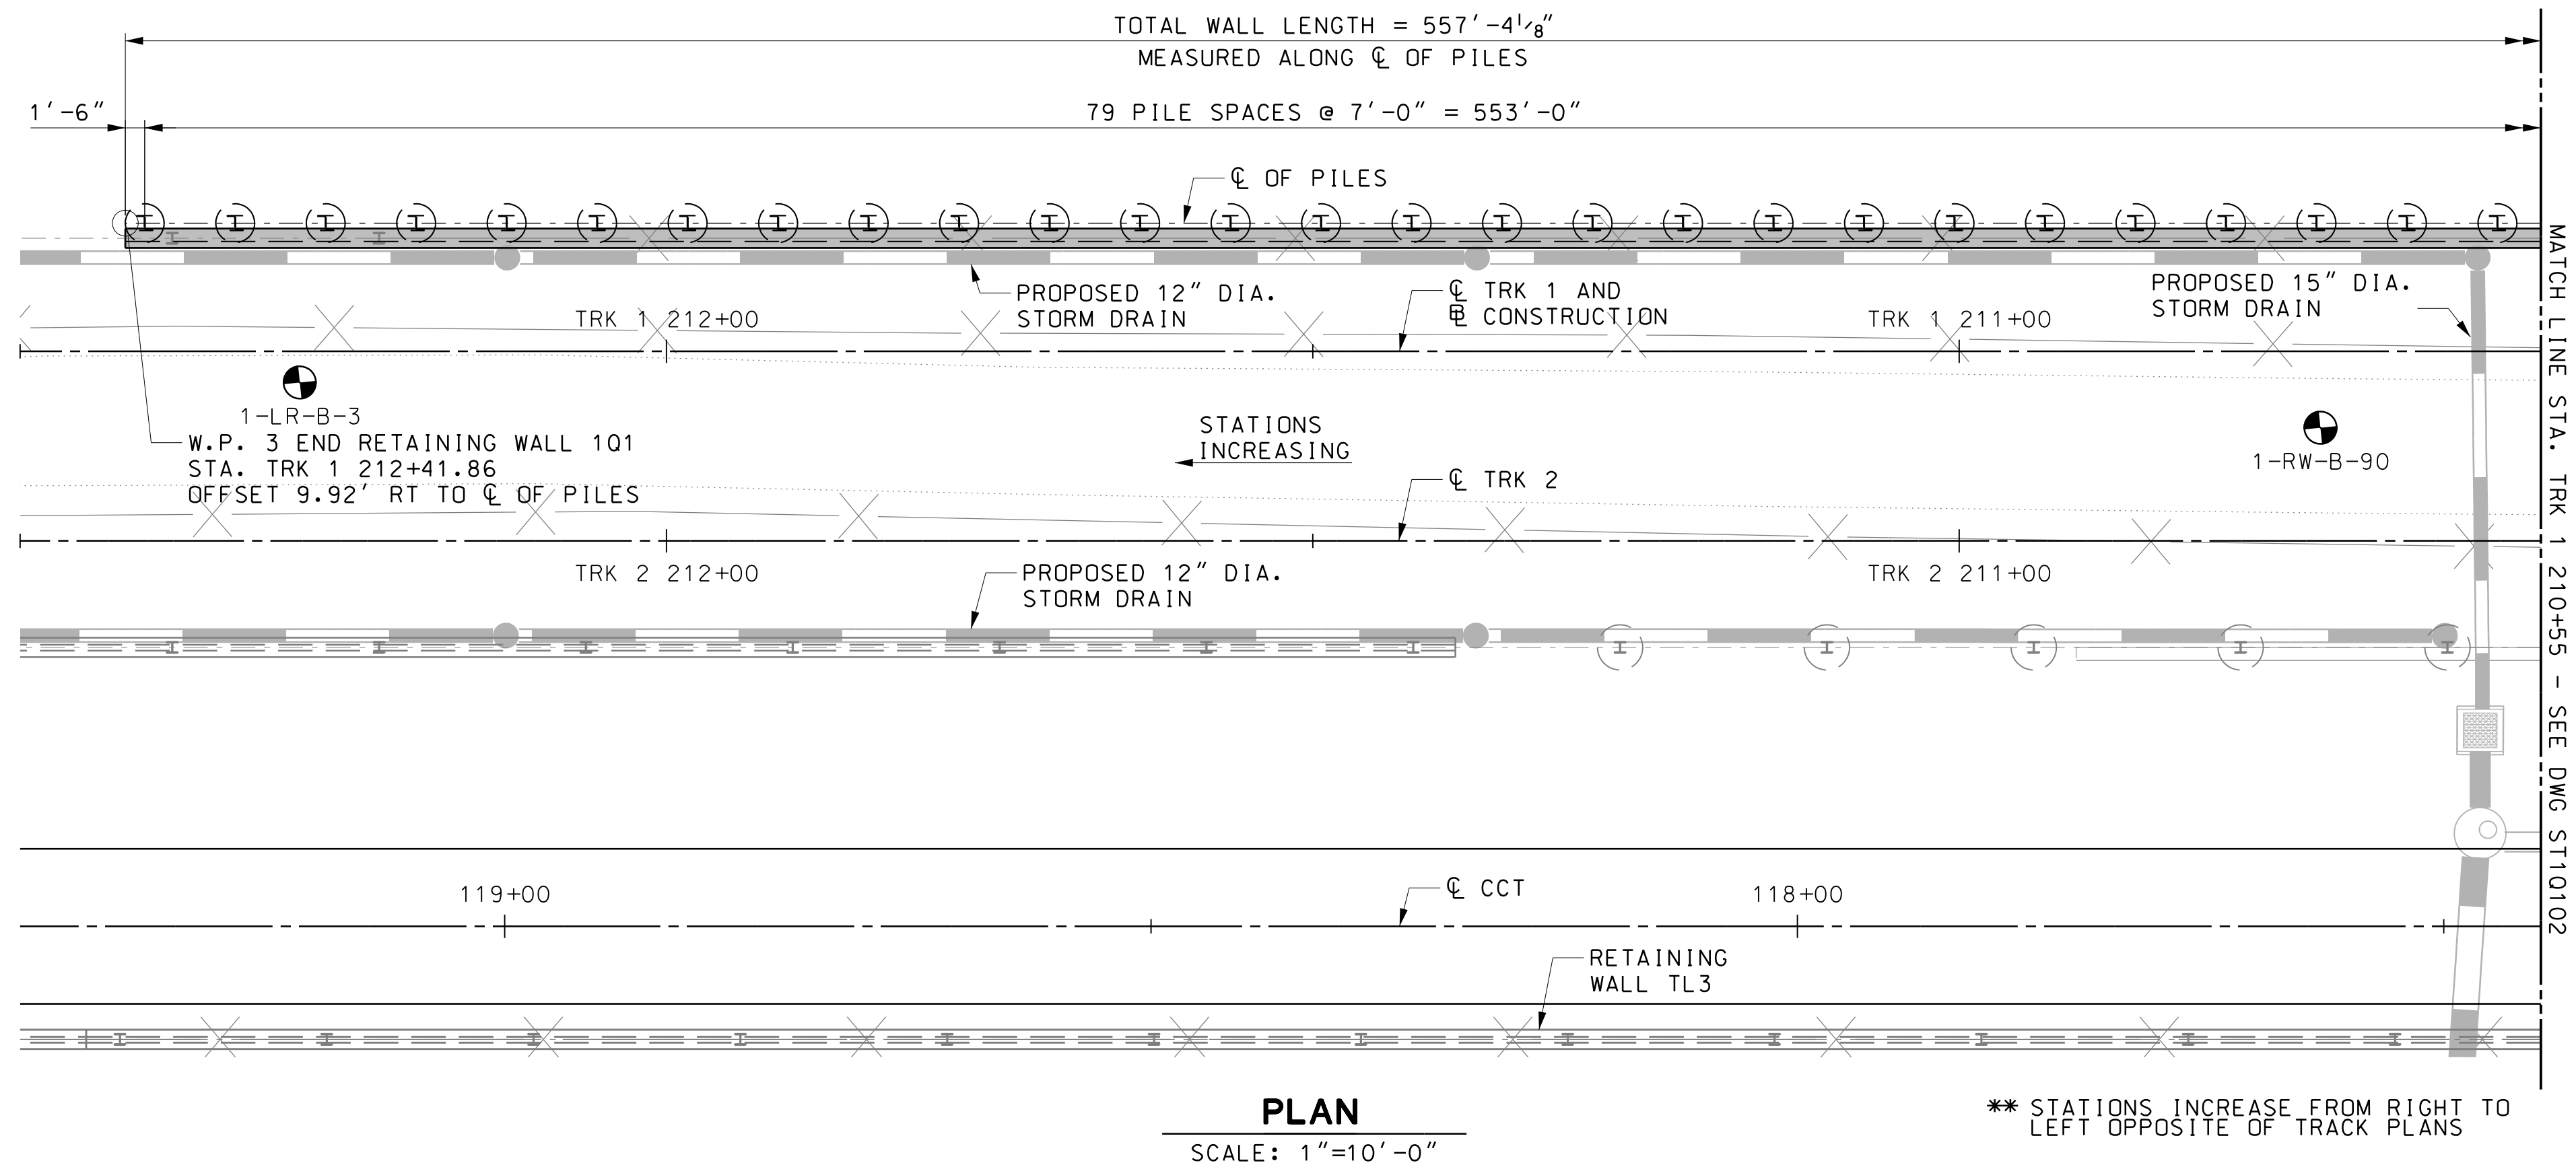 TOTAL WALL LENGTH = 557'-4 1/8"
MEASURED ALONG ℄ OF PILES
1'-6"
79 PILE SPACES @ 7'-0" = 553'-0"
℄ OF PILES
PROPOSED 12" DIA.
STORM DRAIN
℄ TRK 1 AND
BL CONSTRUCTION
PROPOSED 15" DIA.
STORM DRAIN
TRK 1 212+00
TRK 1 211+00
1-LR-B-3
W.P. 3 END RETAINING WALL 1Q1
STA. TRK 1 212+41.86
OFFSET 9.92' RT TO ℄ OF PILES
STATIONS
INCREASING
1-RW-B-90
℄ TRK 2
TRK 2 212+00
TRK 2 211+00
PROPOSED 12" DIA.
STORM DRAIN
119+00
℄ CCT
118+00
RETAINING
WALL TL3
MATCH LINE STA. TRK 1 210+55 - SEE DWG ST1Q102
PLAN
SCALE: 1"=10'-0"
** STATIONS INCREASE FROM RIGHT TO
LEFT OPPOSITE OF TRACK PLANS